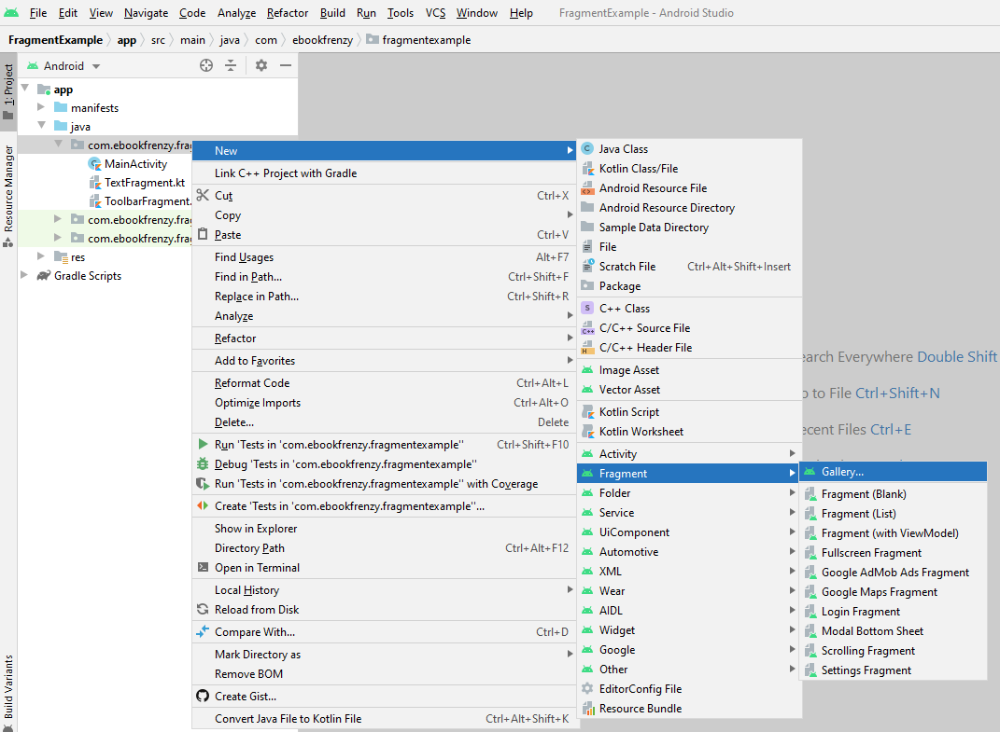 File Edit View Navigate Code Analyze Refactor Build Run Tools VCS Window Help FragmentExample - Android Studio
FragmentExample app src main java com ebookfrenzy fragmentexample
1: Project
Resource Manager
Build Variants
Android
app
manifests
java
com.ebookfrenzy.frag
MainActivity
TextFragment.kt
ToolbarFragment.
com.ebookfrenzy.frag
com.ebookfrenzy.frag
res
Gradle Scripts
New
Link C++ Project with Gradle
Cut Ctrl+X
Copy
Paste Ctrl+V
Find Usages Alt+F7
Find in Path... Ctrl+Shift+F
Replace in Path... Ctrl+Shift+R
Analyze
Refactor
Add to Favorites
Reformat Code Ctrl+Alt+L
Optimize Imports Ctrl+Alt+O
Delete... Delete
Run 'Tests in 'com.ebookfrenzy.fragmentexample'' Ctrl+Shift+F10
Debug 'Tests in 'com.ebookfrenzy.fragmentexample''
Run 'Tests in 'com.ebookfrenzy.fragmentexample'' with Coverage
Create 'Tests in 'com.ebookfrenzy.fragmentexample''...
Show in Explorer
Directory Path Ctrl+Alt+F12
Open in Terminal
Local History
Reload from Disk
Compare With... Ctrl+D
Mark Directory as
Remove BOM
Create Gist...
Convert Java File to Kotlin File Ctrl+Alt+Shift+K
Java Class
Kotlin Class/File
Android Resource File
Android Resource Directory
Sample Data Directory
File
Scratch File Ctrl+Alt+Shift+Insert
Package
C++ Class
C/C++ Source File
C/C++ Header File
Image Asset
Vector Asset
Kotlin Script
Kotlin Worksheet
Activity
Fragment
Folder
Service
UiComponent
Automotive
XML
Wear
AIDL
Widget
Google
Other
EditorConfig File
Resource Bundle
earch Everywhere Double Shift
o to File Ctrl+Shift+N
ecent Files Ctrl+E
Gallery...
Fragment (Blank)
Fragment (List)
Fragment (with ViewModel)
Fullscreen Fragment
Google AdMob Ads Fragment
Google Maps Fragment
Login Fragment
Modal Bottom Sheet
Scrolling Fragment
Settings Fragment